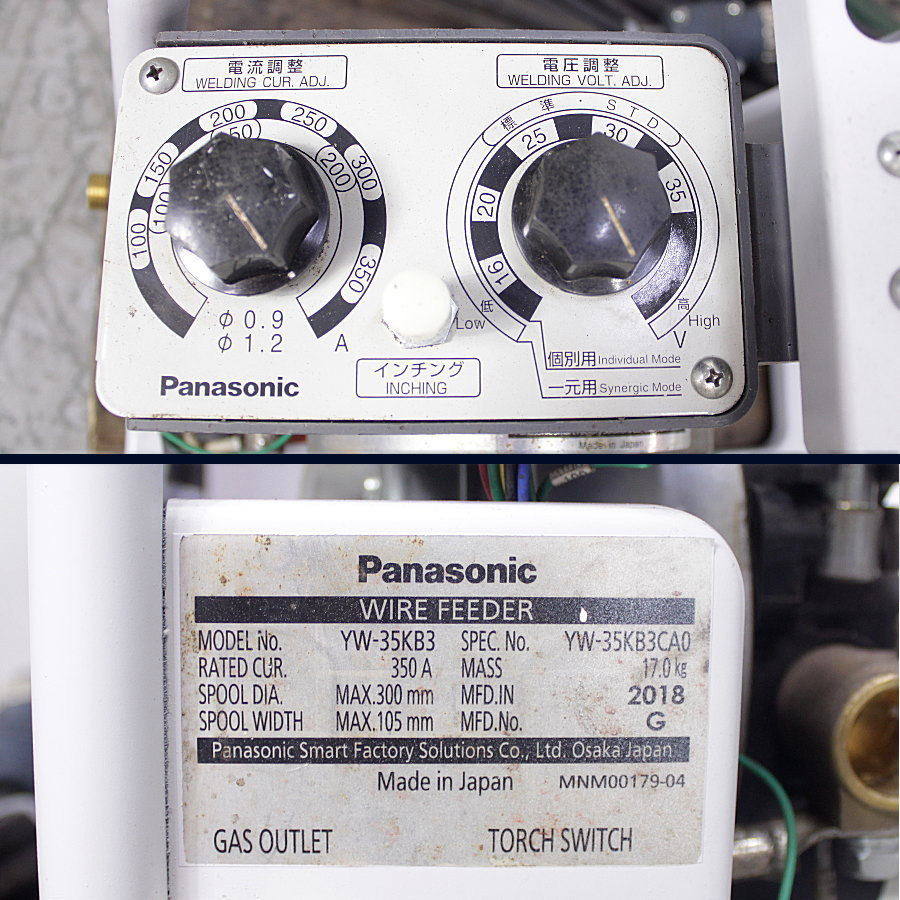 電流調整
WELDING CUR. ADJ.
電圧調整
WELDING VOLT. ADJ.
100 150 200 250 300 350
200
標準・STD.
16 20 25 30 35
低
Low
高
High
V
φ 0.9
φ 1.2
A
Panasonic
インチング
INCHING
個別用 Individual Mode
一元用 Synergic Mode
Made in Japan
Panasonic
WIRE FEEDER
MODEL No. YW-35KB3 SPEC. No. YW-35KB3CA0
RATED CUR. 350 A MASS 17.0 kg
SPOOL DIA. MAX.300 mm MFD.IN 2018
SPOOL WIDTH MAX.105 mm MFD.No. G
Panasonic Smart Factory Solutions Co., Ltd. Osaka Japan
Made in Japan MNM00179-04
GAS OUTLET TORCH SWITCH